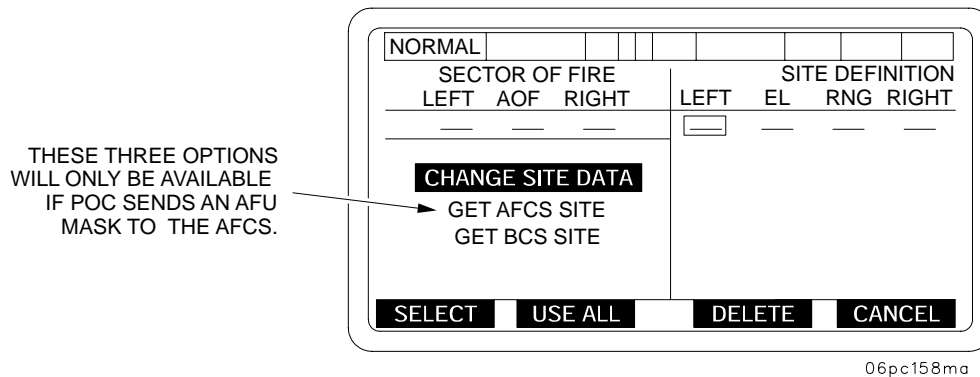 NORMAL
SECTOR OF FIRE
LEFT AOF RIGHT
SITE DEFINITION
LEFT EL RNG RIGHT
THESE THREE OPTIONS
WILL ONLY BE AVAILABLE
IF POC SENDS AN AFU
MASK TO THE AFCS.
CHANGE SITE DATA
GET AFCS SITE
GET BCS SITE
SELECT USE ALL DELETE CANCEL
06pc158ma